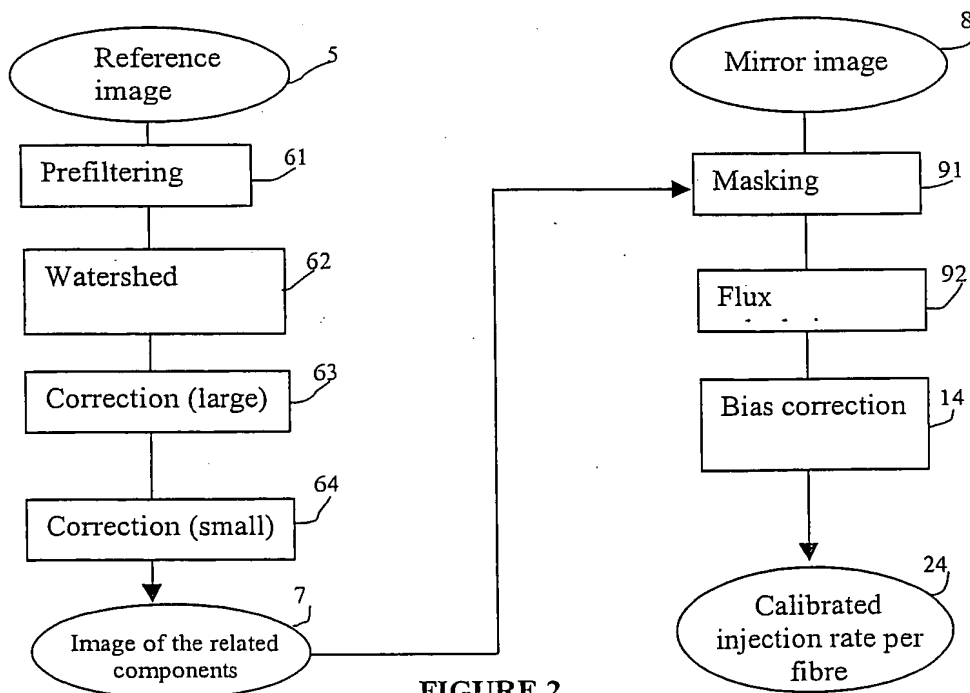 Reference
image
5
Prefiltering
61
Watershed
62
Correction (large)
63
Correction (small)
64
Image of the related
components
7
Mirror image
8
Masking
91
Flux
92
Bias correction
14
Calibrated
injection rate per
fibre
24
FIGURE 2